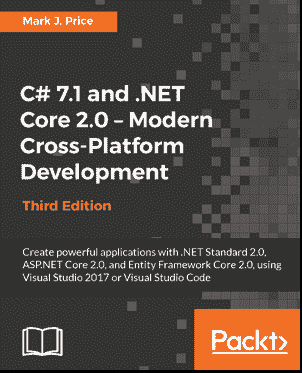 Mark J. Price
C# 7.1 and .NET
Core 2.0 – Modern
Cross-Platform
Development
Third Edition
Create powerful applications with .NET Standard 2.0,
ASP.NET Core 2.0, and Entity Framework Core 2.0, using
Visual Studio 2017 or Visual Studio Code
Packt>